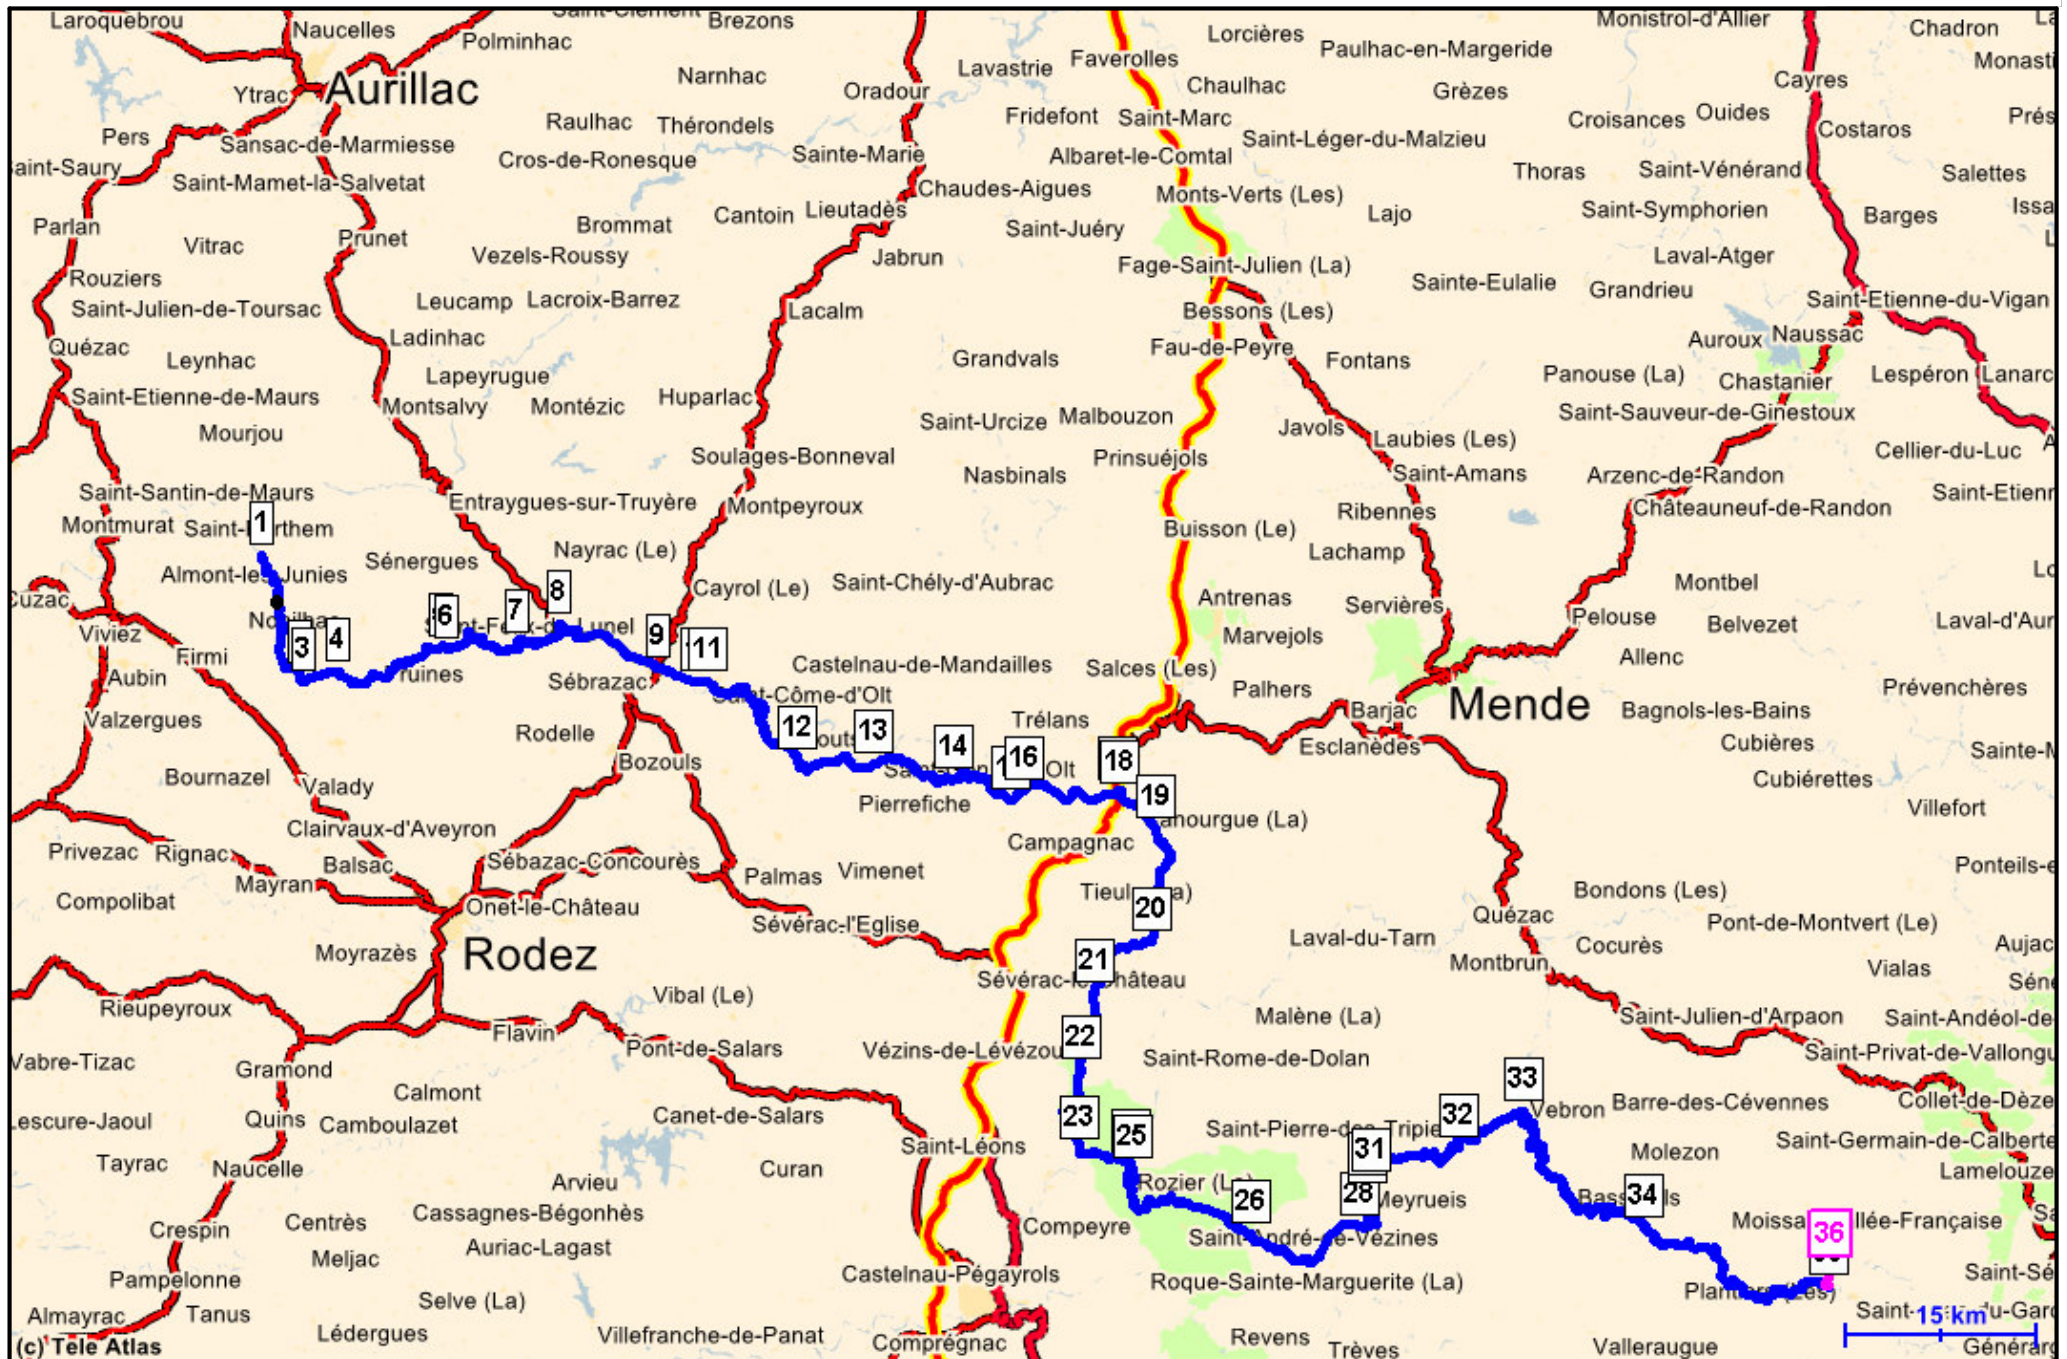 Laroquebrou
Naucelles
Polminhac
Brezons
Lorcières
Monistrol-d'Allier
Chadron
Faverolles
Paulhac-en-Margeride
Lavastrie
Narnhac
Aurillac
Ytrac
Oradour
Chaulhac
Grèzes
Cayres
Fridefont
Saint-Marc
Croisances
Ouides
Costaros
Pers
Raulhac
Thérondels
Sansac-de-Marmiesse
Cros-de-Ronesque
Sainte-Marie
Albaret-le-Comtal
Saint-Léger-du-Malzieu
Thoras
Saint-Vénérand
Salettes
Saint-Mamet-la-Salvetat
Chaudes-Aigues
Monts-Verts (Les)
Lajo
Saint-Symphorien
Barges
Parlan
Vitrac
Prunet
Brommat
Cantoin
Lieutadès
Saint-Juéry
Vezels-Roussy
Jabrun
Fage-Saint-Julien (La)
Laval-Atger
Rouziers
Sainte-Eulalie
Grandrieu
Saint-Etienne-du-Vigan
Saint-Julien-de-Toursac
Leucamp
Lacroix-Barrez
Lacalm
Bessons (Les)
Ladinhac
Auroux
Naussac
Quézac
Leynhac
Grandvals
Fau-de-Peyre
Fontans
Lapeyrugue
Panouse (La)
Chastanier
Lespéron
Saint-Etienne-de-Maurs
Montsalvy
Montézic
Huparlac
Saint-Urcize
Malbouzon
Saint-Sauveur-de-Ginestoux
Mourjou
Javols
Laubies (Les)
Cellier-du-Luc
Soulages-Bonneval
Nasbinals
Prinsuéjols
Saint-Amans
Arzenc-de-Randon
Saint-Santin-de-Maurs
Entraygues-sur-Truyère
Montpeyroux
Ribennes
Châteauneuf-de-Randon
Montmurat
1
Buisson (Le)
Lachamp
Sénergues
Nayrac (Le)
Cayrol (Le)
Saint-Chély-d'Aubrac
Montbel
Antrenas
Servières
Pelouse
Belvezet
Viviez
3
4
6
7
8
9
11
Marvejols
Firmi
Aubin
Sébrazac
Castelnau-de-Mandailles
Salces (Les)
Palhers
Allenc
Prévenchères
Valzergues
Rodelle
12
13
Trélans
Barjac
Mende
Bagnols-les-Bains
Esclanèdes
Cubières
Bournazel
Valady
Bozouls
14
16
18
19
Cubiérettes
Villefort
Pierrefiche
Clairvaux-d'Aveyron
Campagnac
Privezac
Rignac
Balsac
Sébazac-Concourès
Palmas
Vimenet
Mayran
Compolibat
Onet-le-Château
Sévérac-l'Eglise
20
Quézac
Bondons (Les)
Pont-de-Montvert (Le)
Moyrazès
Rodez
21
Laval-du-Tarn
Cocurès
Montbrun
Vialas
Rieupeyroux
Vibal (Le)
Flavin
22
Malène (La)
Saint-Julien-d'Arpaon
Vabre-Tizac
Gramond
Pont-de-Salars
Saint-Rome-de-Dolan
Calmont
33
Lescure-Jaoul
Quins
Camboulazet
Canet-de-Salars
23
25
32
Vebron
Barre-des-Cévennes
Tayrac
Naucelle
Arvieu
Curan
Saint-Léons
31
Molezon
28
Meyrueis
26
34
Crespin
Centrès
Cassagnes-Bégonhès
Compeyre
36
Meljac
Auriac-Lagast
Pampelonne
Castelnau-Pégayrols
Roque-Sainte-Marguerite (La)
Almayrac
Tanus
Selve (La)
15 km
Lédergues
Villefranche-de-Panat
Comprégnac
Revens
Trèves
Valleraugue
(c) Tele Atlas